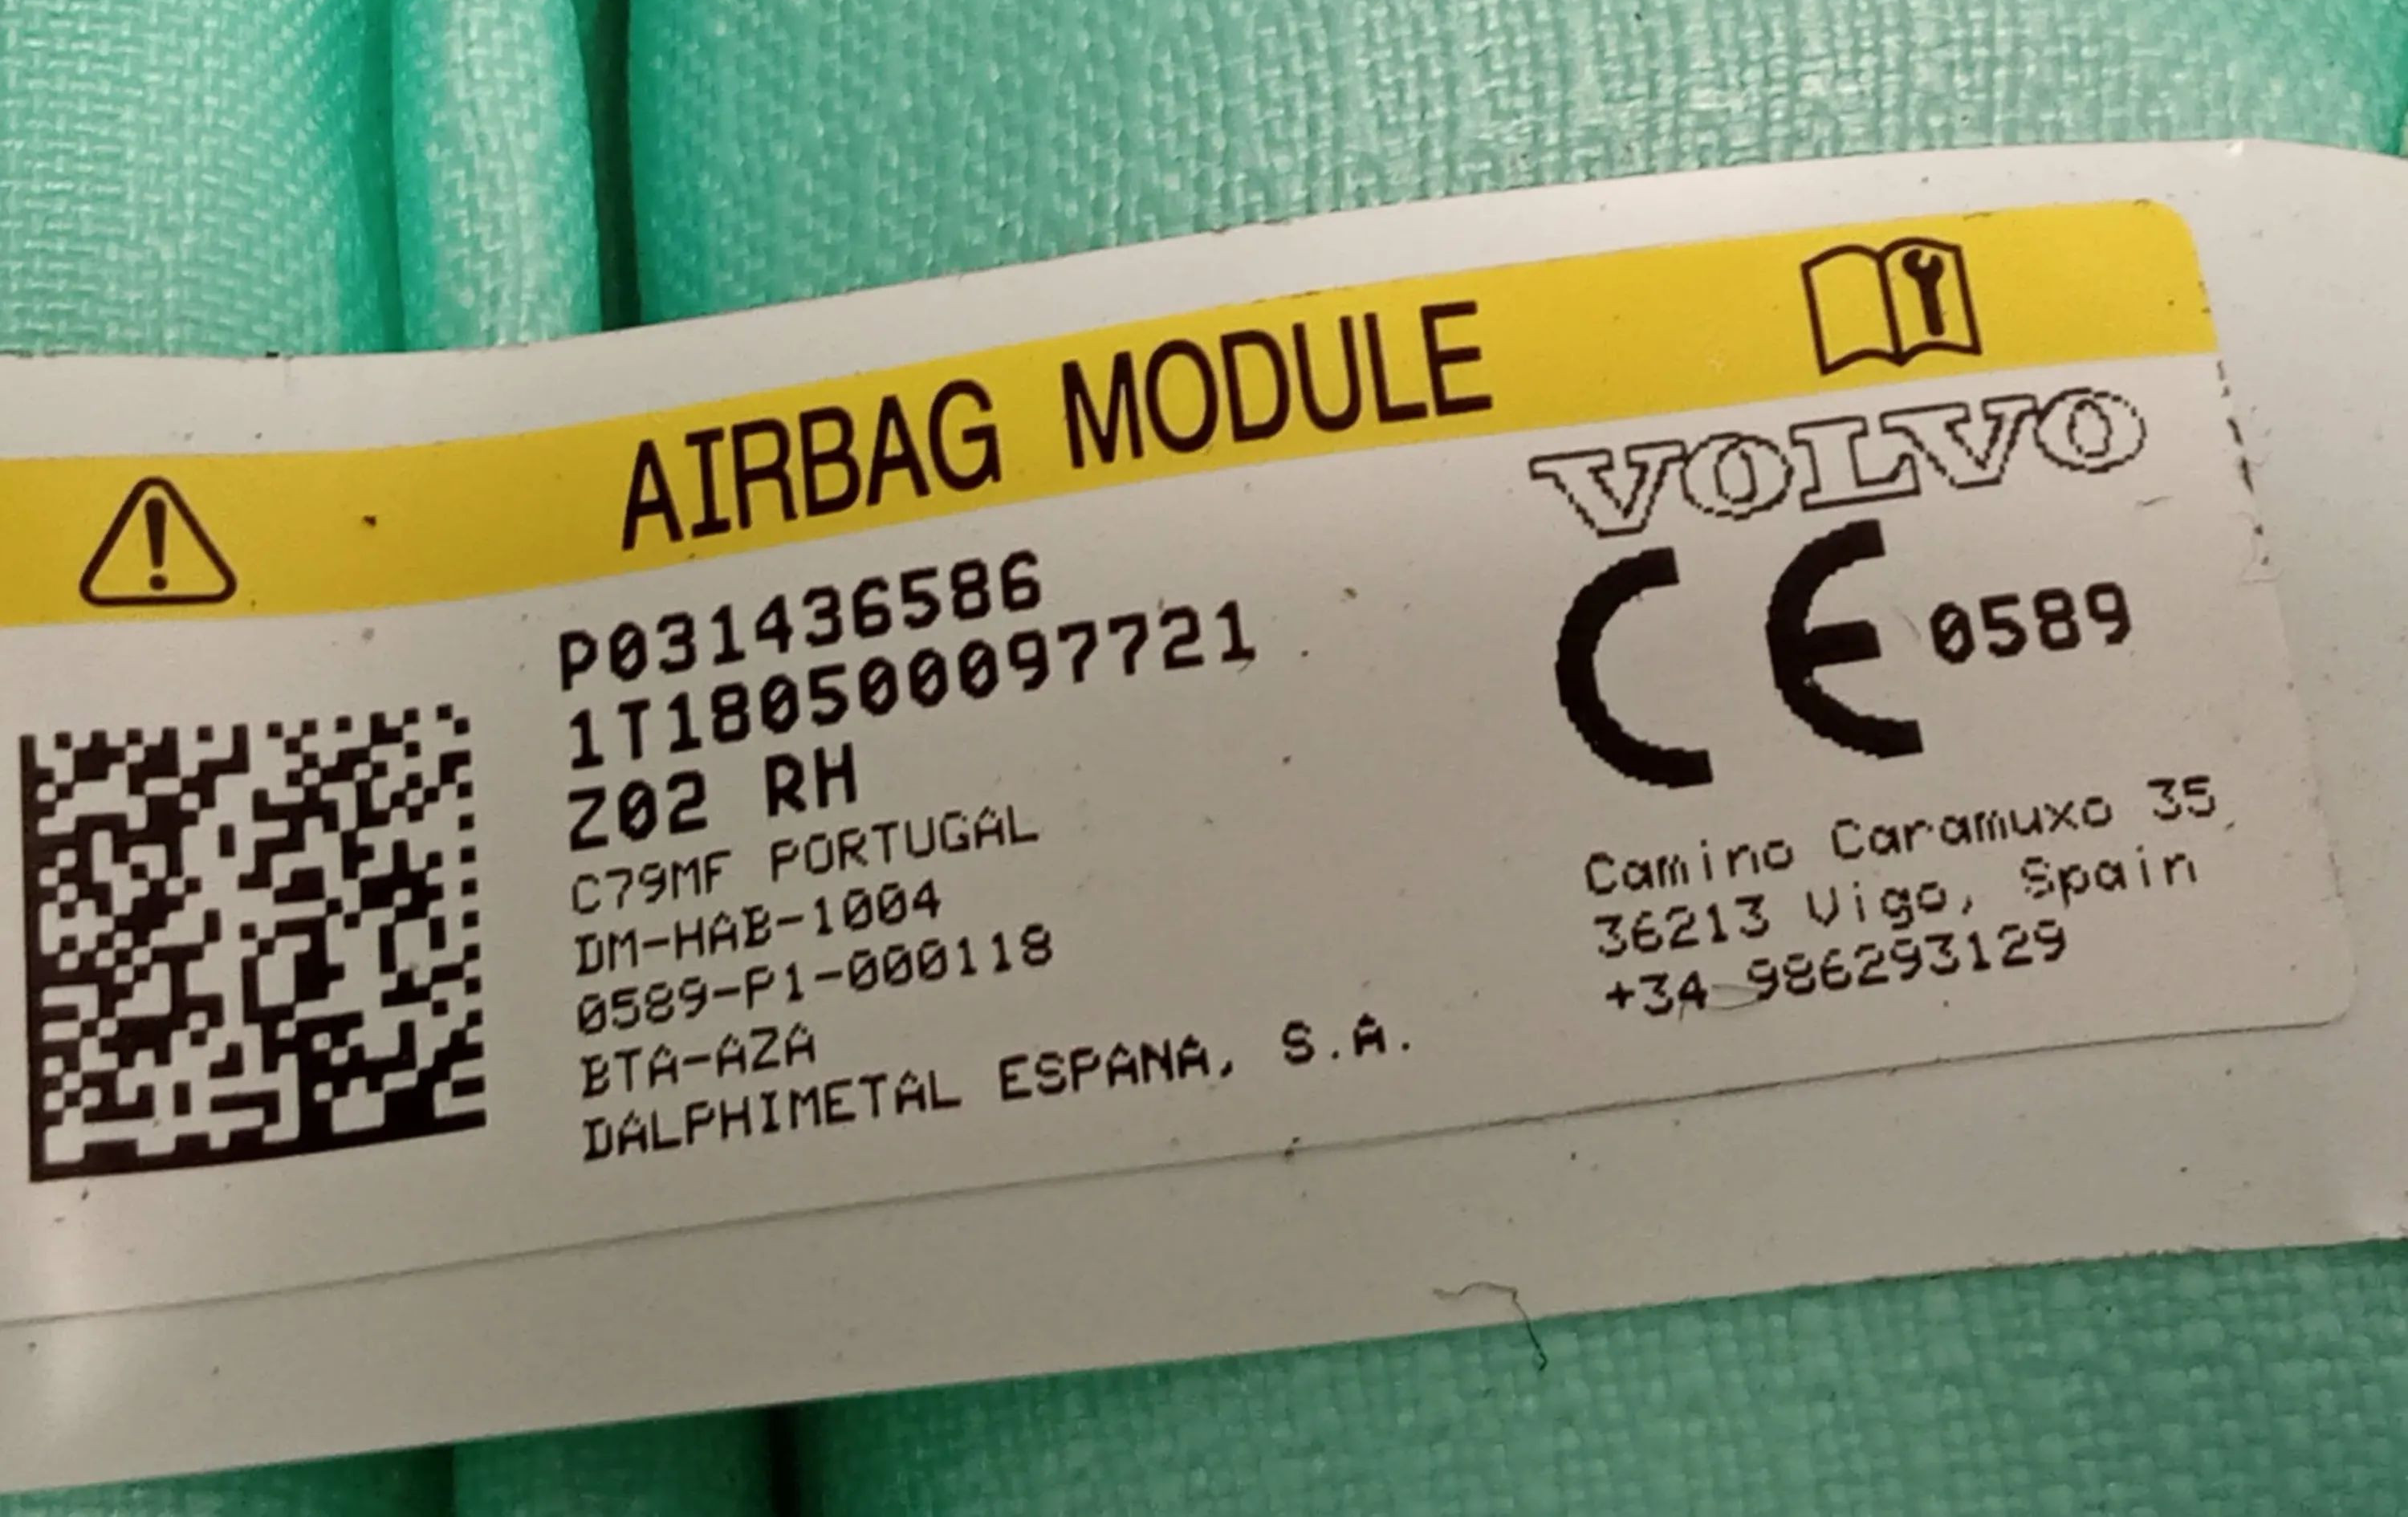 AIRBAG MODULE
VOLVO
P031436586
1T180500097721
Z02 RH
C79MF PORTUGAL
DM-HAB-1004
0589-P1-000118
BTA-AZA
DALPHIMETAL ESPANA, S.A.
CE 0589
Camino Caramuxo 35,
36213 Vigo, Spain
+34 986293129